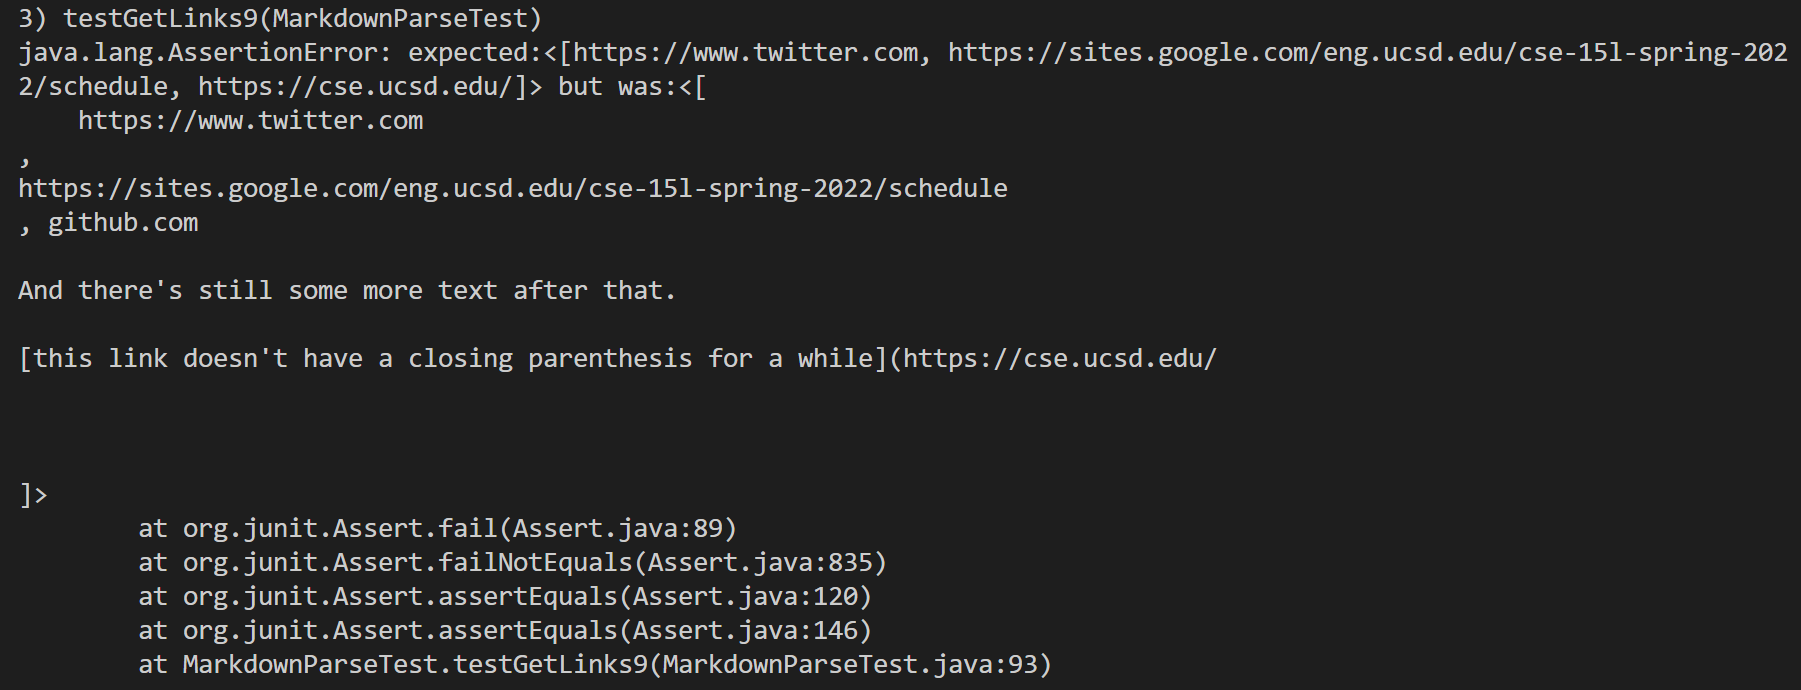 3) testGetLinks9(MarkdownParseTest)
java.lang.AssertionError: expected:<[https://www.twitter.com, https://sites.google.com/eng.ucsd.edu/cse-15l-spring-202
2/schedule, https://cse.ucsd.edu/]> but was:<[
    https://www.twitter.com
,
https://sites.google.com/eng.ucsd.edu/cse-15l-spring-2022/schedule
, github.com
And there's still some more text after that.
[this link doesn't have a closing parenthesis for a while](https://cse.ucsd.edu/
]>
        at org.junit.Assert.fail(Assert.java:89)
        at org.junit.Assert.failNotEquals(Assert.java:835)
        at org.junit.Assert.assertEquals(Assert.java:120)
        at org.junit.Assert.assertEquals(Assert.java:146)
        at MarkdownParseTest.testGetLinks9(MarkdownParseTest.java:93)